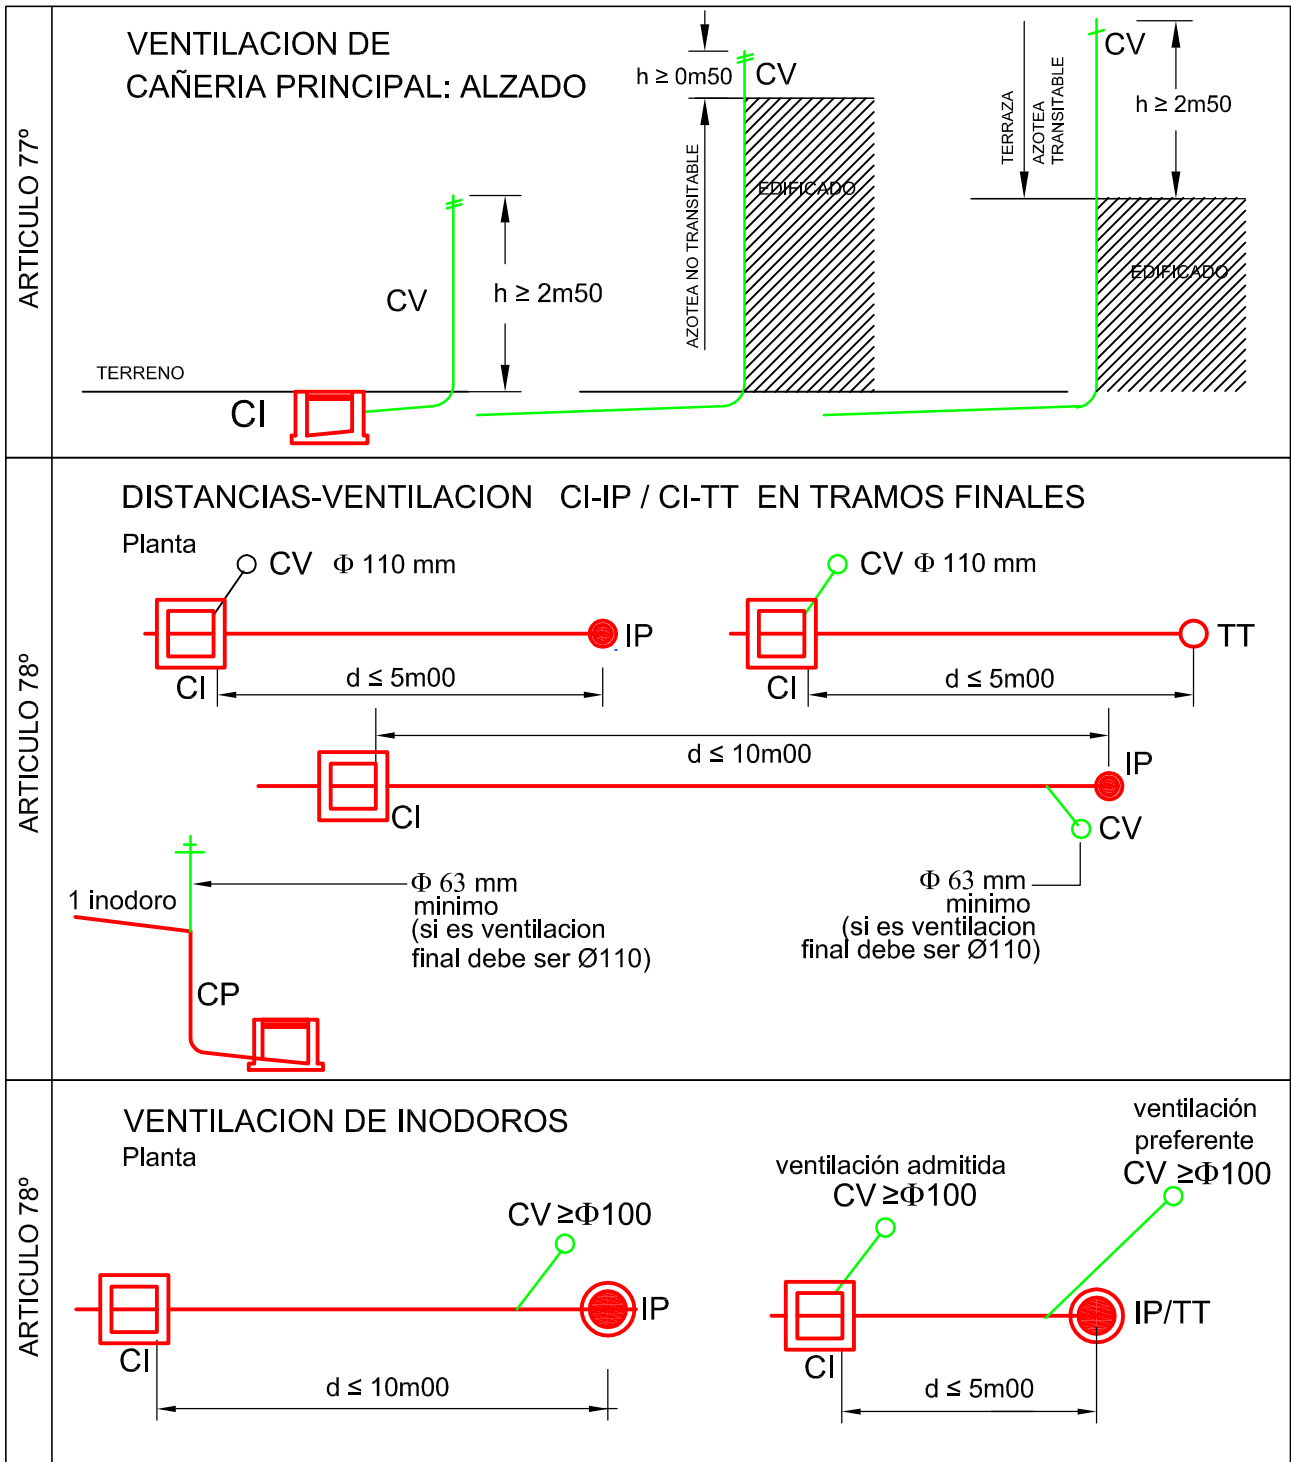 ARTICULO 77º
VENTILACION DE
CAÑERIA PRINCIPAL: ALZADO
h ≥ 0m50
CV
CV
h ≥ 2m50
TERRAZA
AZOTEA
TRANSITABLE
AZOTEA NO TRANSITABLE
EDIFICADO
EDIFICADO
CV
h ≥ 2m50
TERRENO
CI
ARTICULO 78º
DISTANCIAS-VENTILACION CI-IP / CI-TT EN TRAMOS FINALES
Planta
CV Φ 110 mm
IP
CI
d ≤ 5m00
CV Φ 110 mm
TT
CI
d ≤ 5m00
d ≤ 10m00
IP
CI
CV
1 inodoro
Φ 63 mm
minimo
(si es ventilacion
final debe ser Ø110)
CP
Φ 63 mm
minimo
(si es ventilacion
final debe ser Ø110)
ARTICULO 78º
VENTILACION DE INODOROS
Planta
CV ≥Φ100
IP
CI
d ≤ 10m00
ventilación admitida
CV ≥Φ100
ventilación
preferente
CV ≥Φ100
IP/TT
CI
d ≤ 5m00